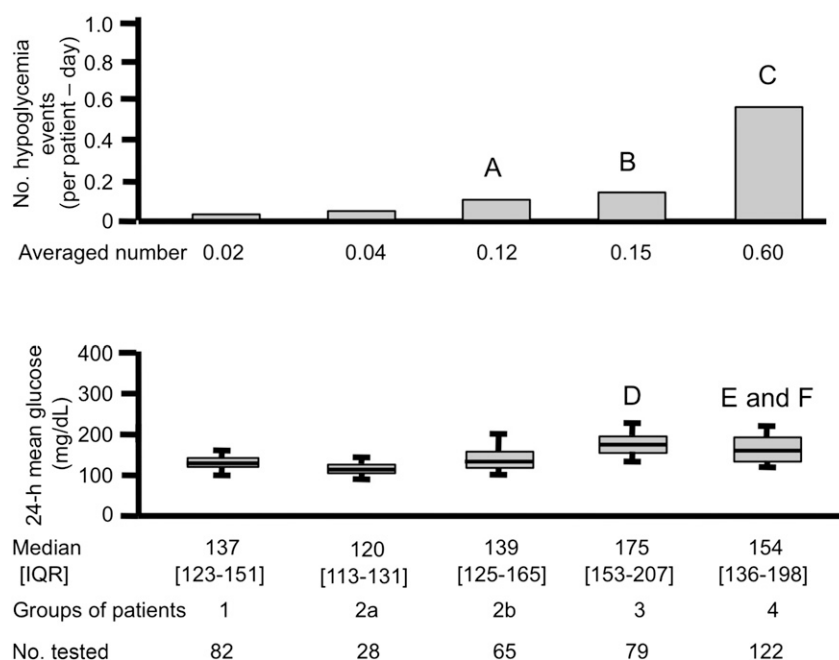 No. hypoglycemia
events
(per patient – day)
1.0
0.8
0.6
0.4
0.2
0
A
B
C
Averaged number 0.02 0.04 0.12 0.15 0.60
24-h mean glucose
(mg/dL)
400
300
200
100
0
D
E and F
Median 137 120 139 175 154
[IQR] [123-151] [113-131] [125-165] [153-207] [136-198]
Groups of patients 1 2a 2b 3 4
No. tested 82 28 65 79 122